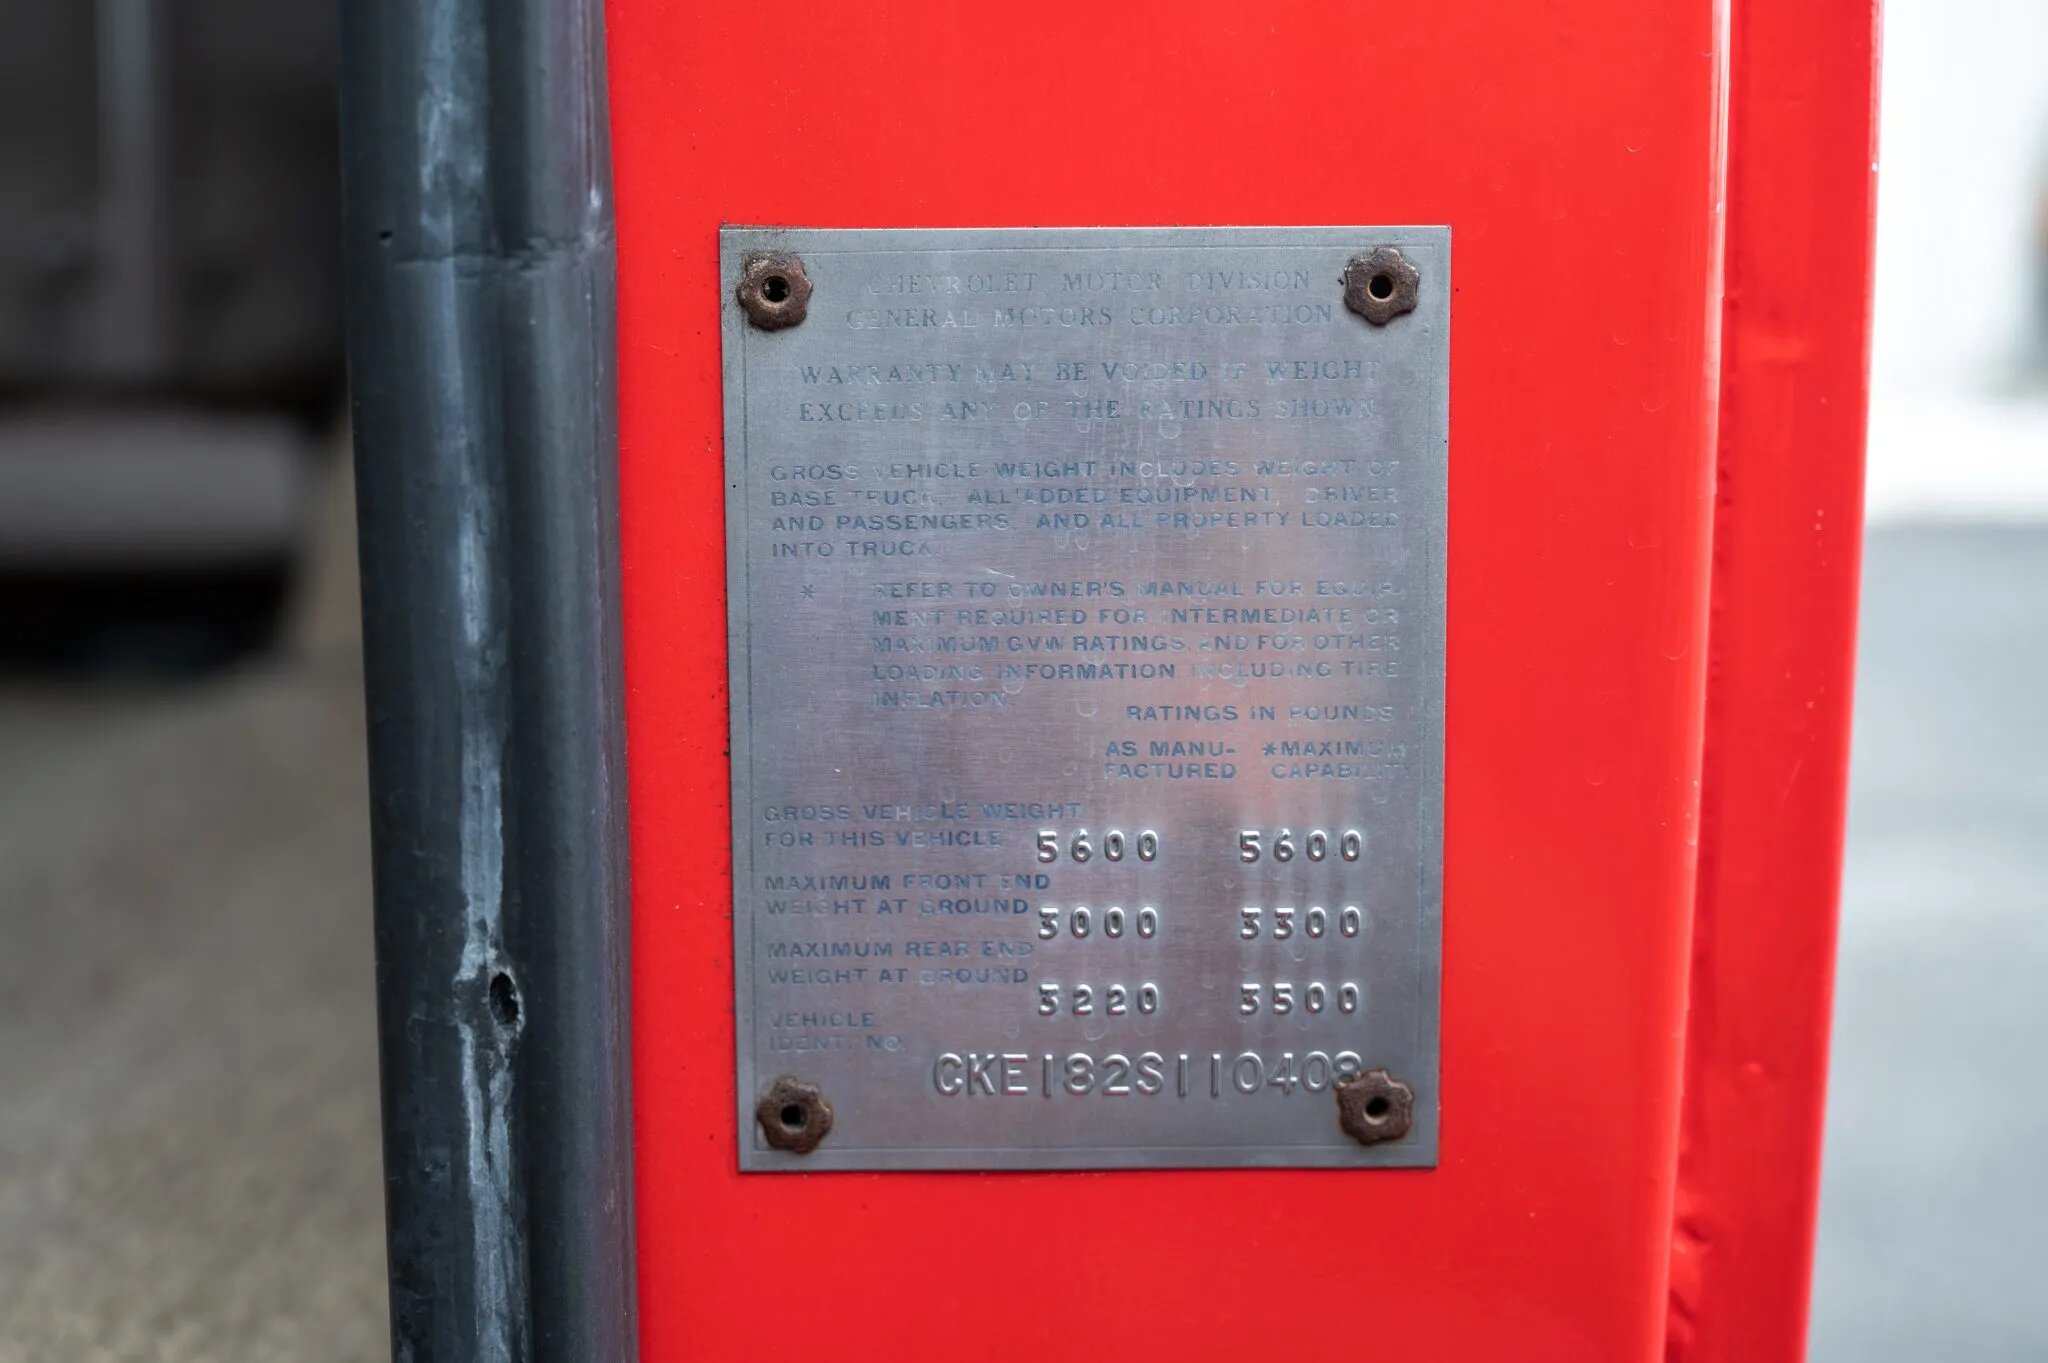 CHEVROLET MOTOR DIVISION
GENERAL MOTORS CORPORATION
WARRANTY MAY BE VOIDED IF WEIGHT
EXCEEDS ANY OF THE RATINGS SHOWN.
GROSS VEHICLE WEIGHT INCLUDES WEIGHT OF
BASE TRUCK, ALL ADDED EQUIPMENT, DRIVER
AND PASSENGERS, AND ALL PROPERTY LOADED
INTO TRUCK.
* REFER TO OWNER'S MANUAL FOR EQUIP-
MENT REQUIRED FOR INTERMEDIATE OR
MAXIMUM GVW RATINGS, AND FOR OTHER
LOADING INFORMATION INCLUDING TIRE
INFLATION.
RATINGS IN POUNDS
AS MANU- *MAXIMUM
FACTURED CAPABILITY
GROSS VEHICLE WEIGHT
FOR THIS VEHICLE 5600 5600
MAXIMUM FRONT END
WEIGHT AT GROUND 3000 3300
MAXIMUM REAR END
WEIGHT AT GROUND 3220 3500
VEHICLE
IDENT. NO. CKE182S110408